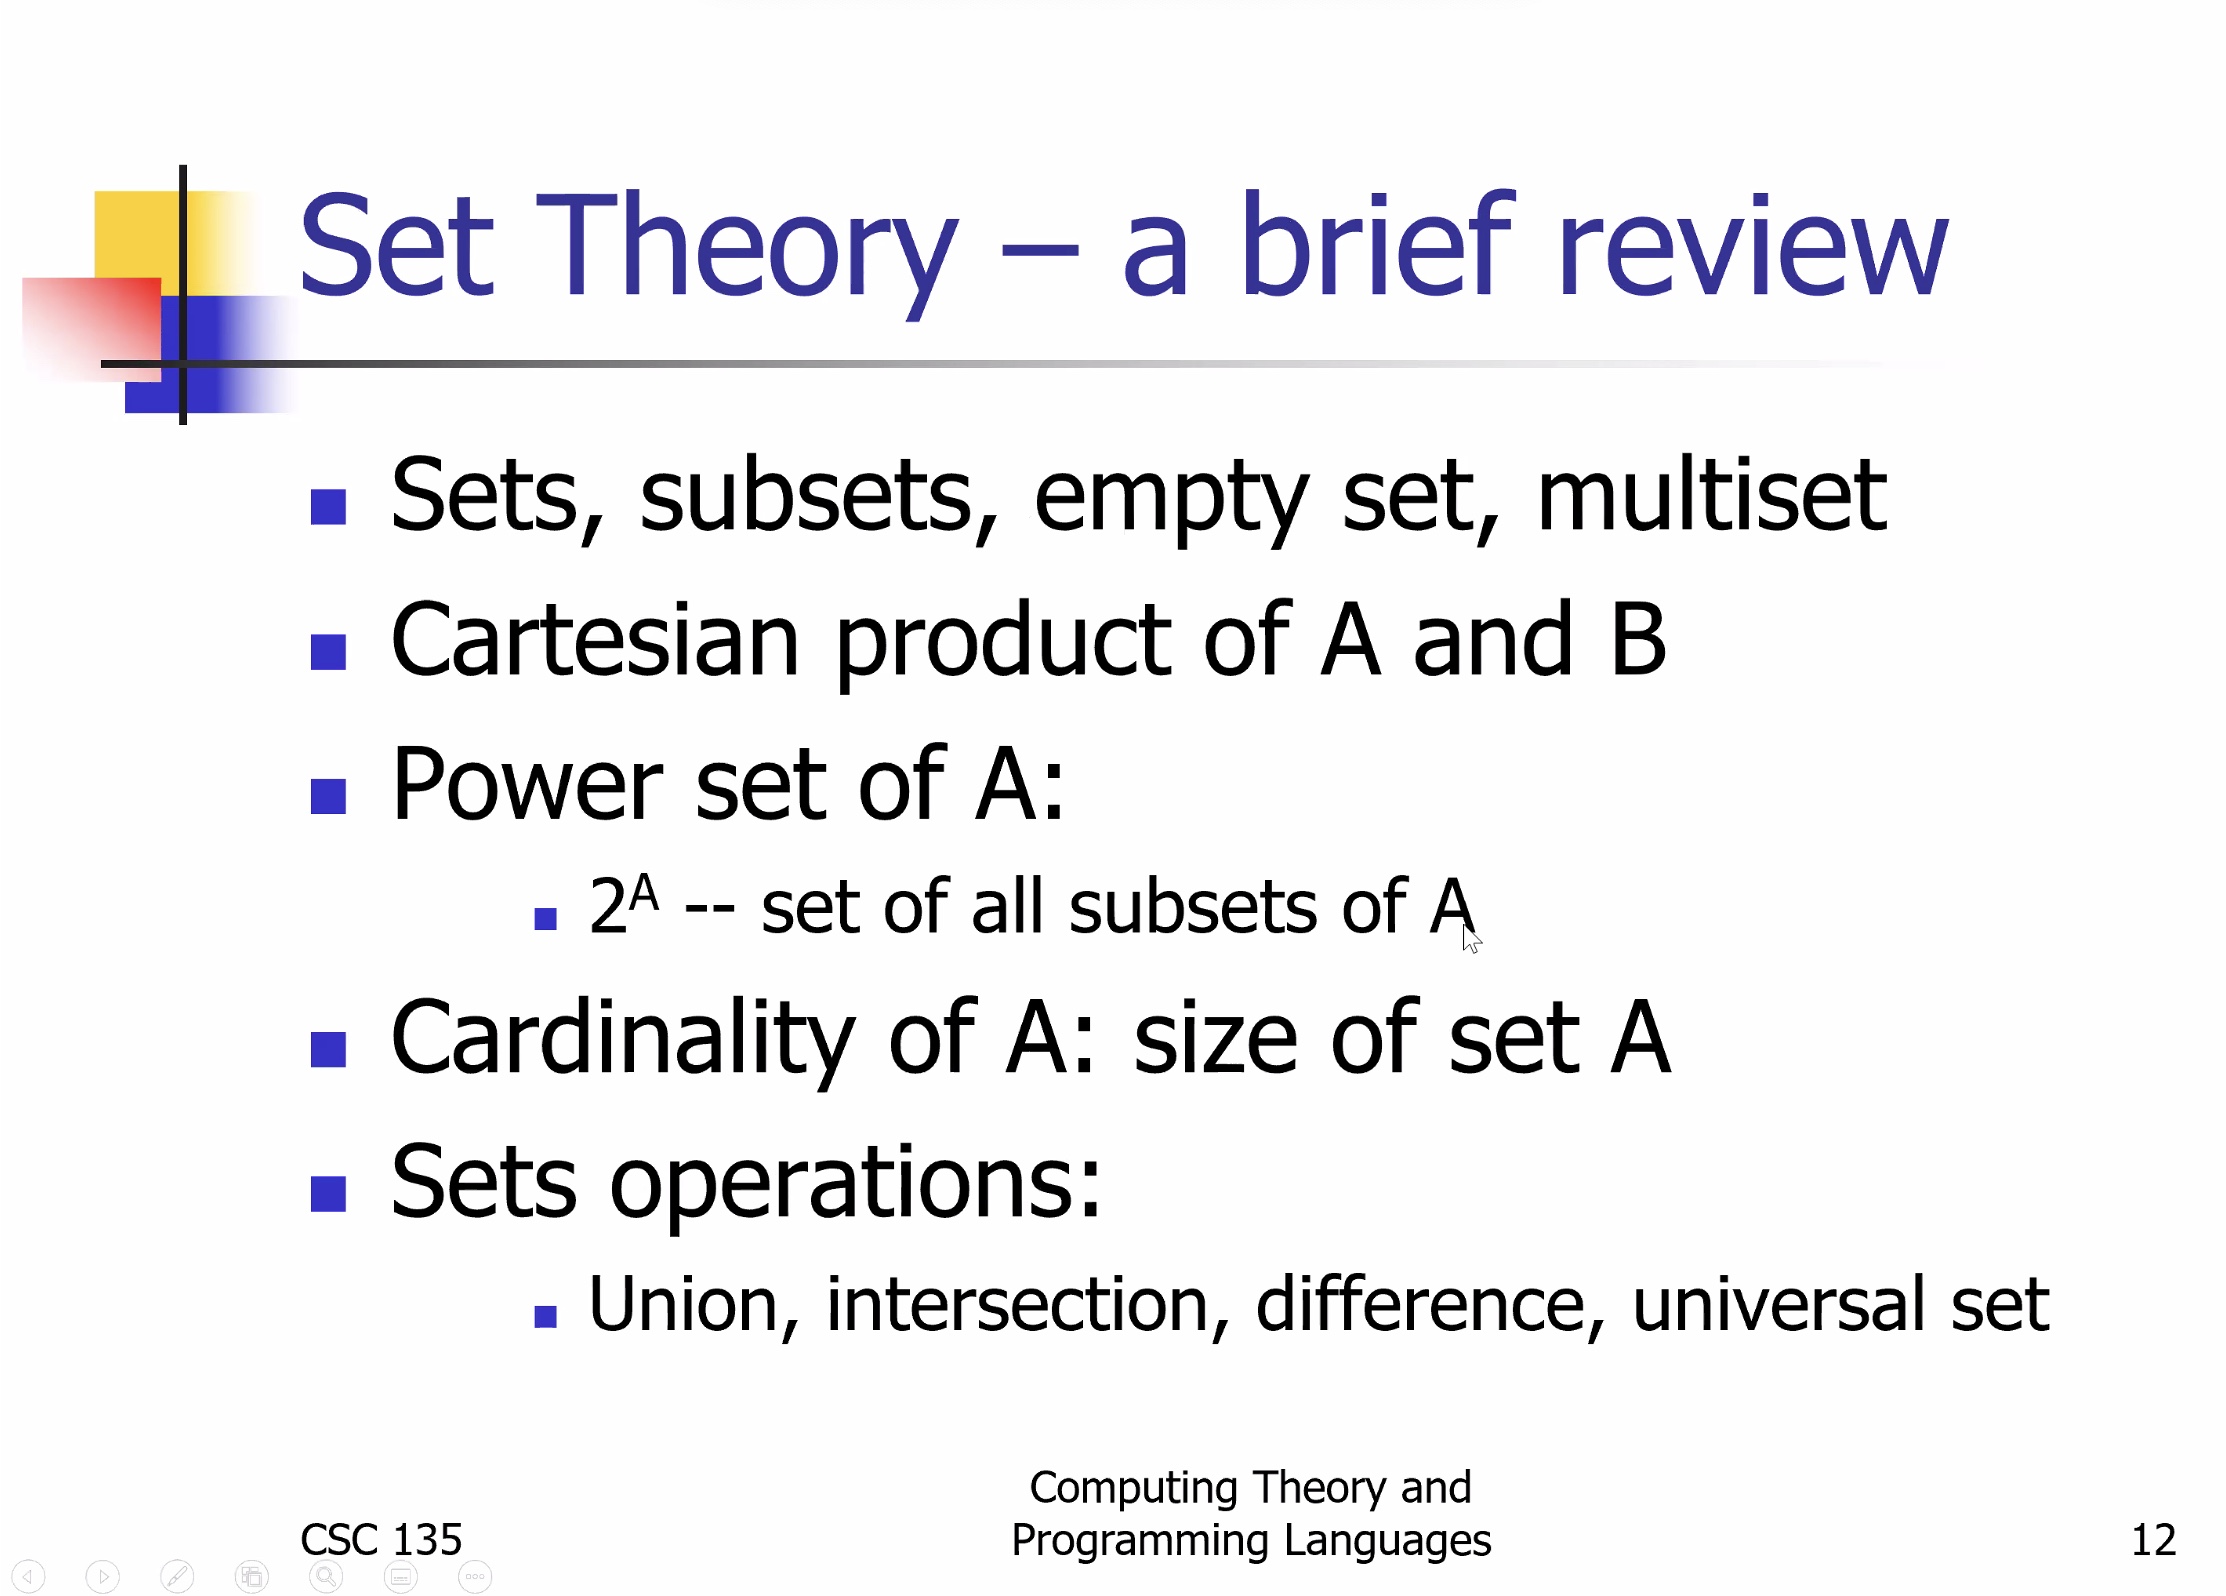 Set Theory – a brief review
Sets, subsets, empty set, multiset
Cartesian product of A and B
Power set of A:
2ᴬ -- set of all subsets of A
Cardinality of A: size of set A
Sets operations:
Union, intersection, difference, universal set
CSC 135
Computing Theory and
Programming Languages
12